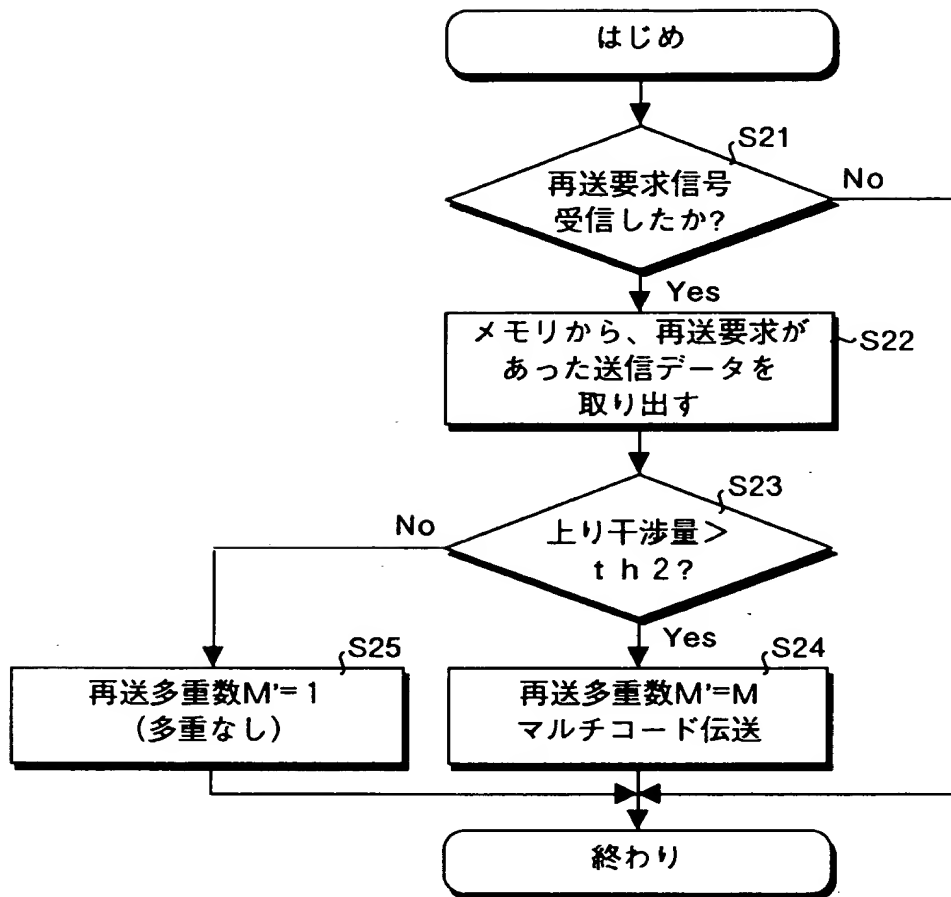 はじめ
S21
再送要求信号
受信したか?
No
Yes
メモリから、再送要求が
あった送信データを
取り出す
S22
S23
上り干渉量>
th2?
No
Yes
S25
再送多重数M'=1
(多重なし)
S24
再送多重数M'=M
マルチコード伝送
終わり